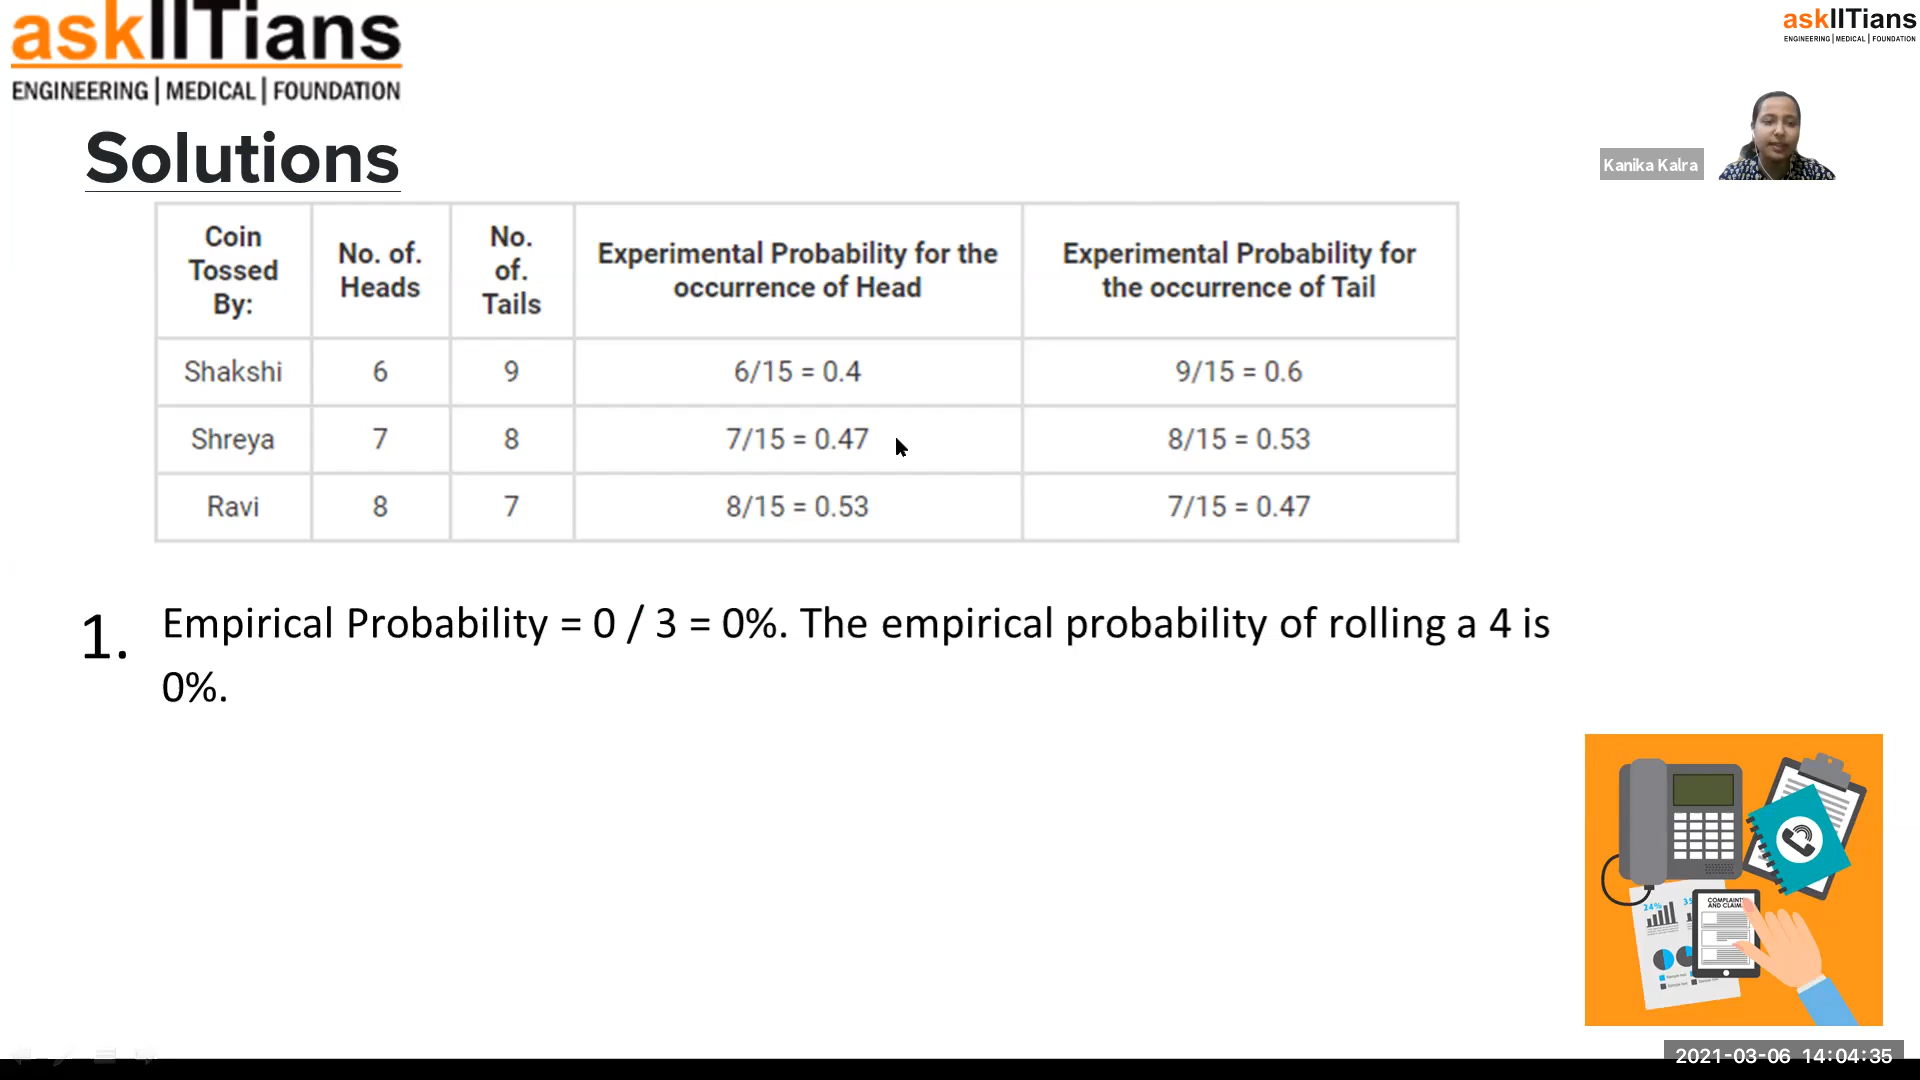 askIITians
ENGINEERING | MEDICAL | FOUNDATION
askIITians
ENGINEERING | MEDICAL | FOUNDATION
Solutions
Kanika Kalra
Coin Tossed By: No. of. Heads No. of. Tails Experimental Probability for the occurrence of Head Experimental Probability for the occurrence of Tail
Shakshi 6 9 6/15 = 0.4 9/15 = 0.6
Shreya 7 8 7/15 = 0.47 8/15 = 0.53
Ravi 8 7 8/15 = 0.53 7/15 = 0.47
1. Empirical Probability = 0 / 3 = 0%. The empirical probability of rolling a 4 is
0%.
24%
AND CLAIM
2021-03-06 14:04:35